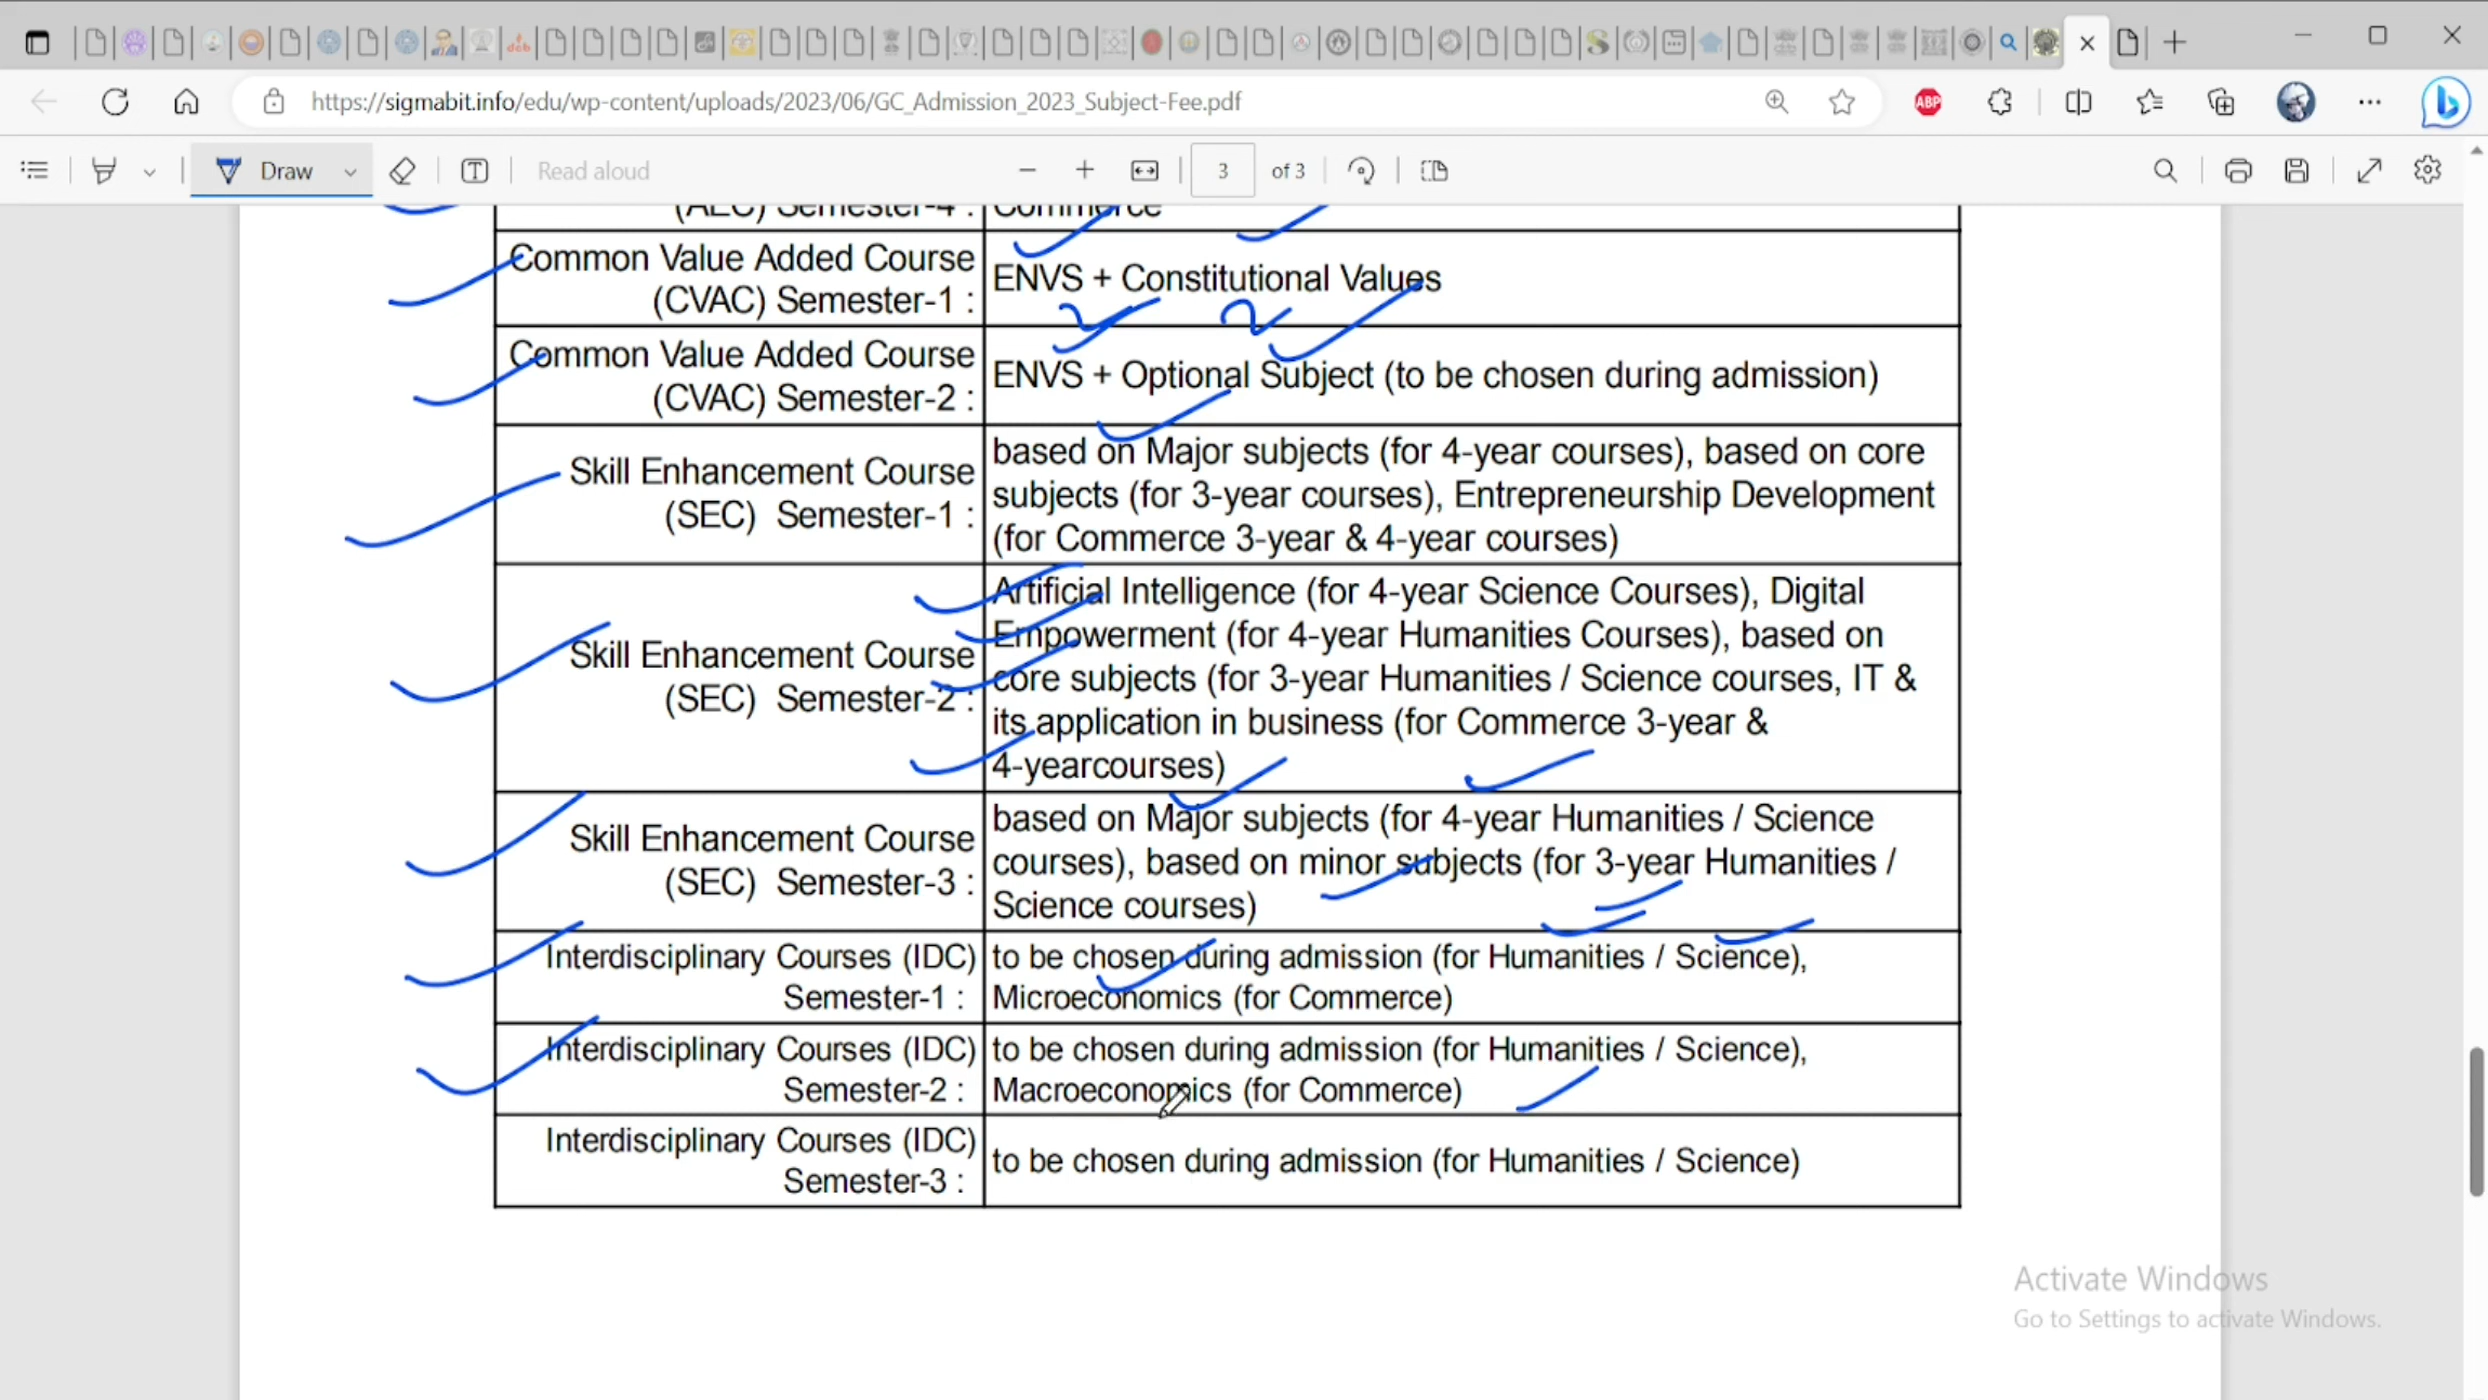 https://sigmabit.info/edu/wp-content/uploads/2023/06/GC_Admission_2023_Subject-Fee.pdf
ABP
Draw
Read aloud
3 of 3
(AEC) Semester-4 : Commerce
Common Value Added Course
(CVAC) Semester-1 :
ENVS + Constitutional Values
Common Value Added Course
(CVAC) Semester-2 :
ENVS + Optional Subject (to be chosen during admission)
Skill Enhancement Course
(SEC) Semester-1 :
based on Major subjects (for 4-year courses), based on core
subjects (for 3-year courses), Entrepreneurship Development
(for Commerce 3-year & 4-year courses)
Skill Enhancement Course
(SEC) Semester-2 :
Artificial Intelligence (for 4-year Science Courses), Digital
Empowerment (for 4-year Humanities Courses), based on
core subjects (for 3-year Humanities / Science courses, IT &
its application in business (for Commerce 3-year &
4-yearcourses)
Skill Enhancement Course
(SEC) Semester-3 :
based on Major subjects (for 4-year Humanities / Science
courses), based on minor subjects (for 3-year Humanities /
Science courses)
Interdisciplinary Courses (IDC)
Semester-1 :
to be chosen during admission (for Humanities / Science),
Microeconomics (for Commerce)
Interdisciplinary Courses (IDC)
Semester-2 :
to be chosen during admission (for Humanities / Science),
Macroeconomics (for Commerce)
Interdisciplinary Courses (IDC)
Semester-3 :
to be chosen during admission (for Humanities / Science)
Activate Windows
Go to Settings to activate Windows.